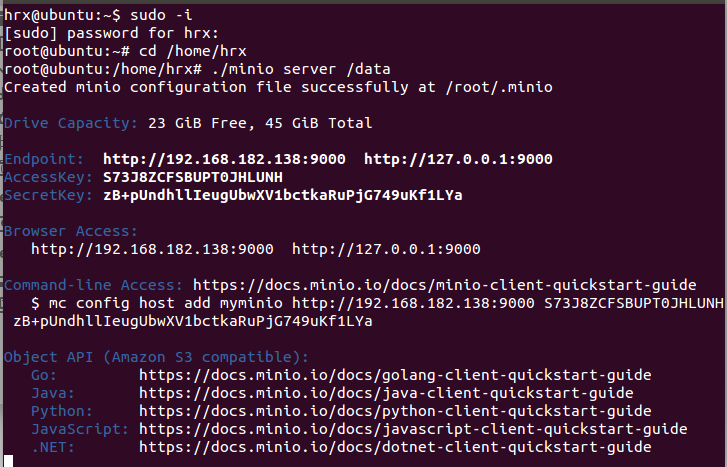 hrx@ubuntu:~$ sudo -i
[sudo] password for hrx:
root@ubuntu:~# cd /home/hrx
root@ubuntu:/home/hrx# ./minio server /data
Created minio configuration file successfully at /root/.minio
Drive Capacity: 23 GiB Free, 45 GiB Total
Endpoint:  http://192.168.182.138:9000  http://127.0.0.1:9000
AccessKey: S73J8ZCFSBUPT0JHLUNH
SecretKey: zB+pUndhllIeugUbwXV1bctkaRuPjG749uKf1LYa
Browser Access:
   http://192.168.182.138:9000  http://127.0.0.1:9000
Command-line Access: https://docs.minio.io/docs/minio-client-quickstart-guide
   $ mc config host add myminio http://192.168.182.138:9000 S73J8ZCFSBUPT0JHLUNH
 zB+pUndhllIeugUbwXV1bctkaRuPjG749uKf1LYa
Object API (Amazon S3 compatible):
   Go:         https://docs.minio.io/docs/golang-client-quickstart-guide
   Java:       https://docs.minio.io/docs/java-client-quickstart-guide
   Python:     https://docs.minio.io/docs/python-client-quickstart-guide
   JavaScript: https://docs.minio.io/docs/javascript-client-quickstart-guide
   .NET:       https://docs.minio.io/docs/dotnet-client-quickstart-guide